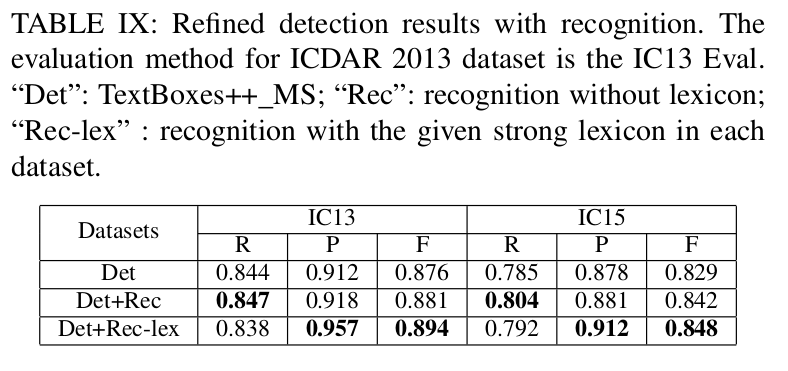 TABLE IX: Refined detection results with recognition. The
evaluation method for ICDAR 2013 dataset is the IC13 Eval.
“Det”: TextBoxes++_MS; “Rec”: recognition without lexicon;
“Rec-lex” : recognition with the given strong lexicon in each
dataset.
Datasets IC13 IC15
R P F R P F
Det 0.844 0.912 0.876 0.785 0.878 0.829
Det+Rec 0.847 0.918 0.881 0.804 0.881 0.842
Det+Rec-lex 0.838 0.957 0.894 0.792 0.912 0.848